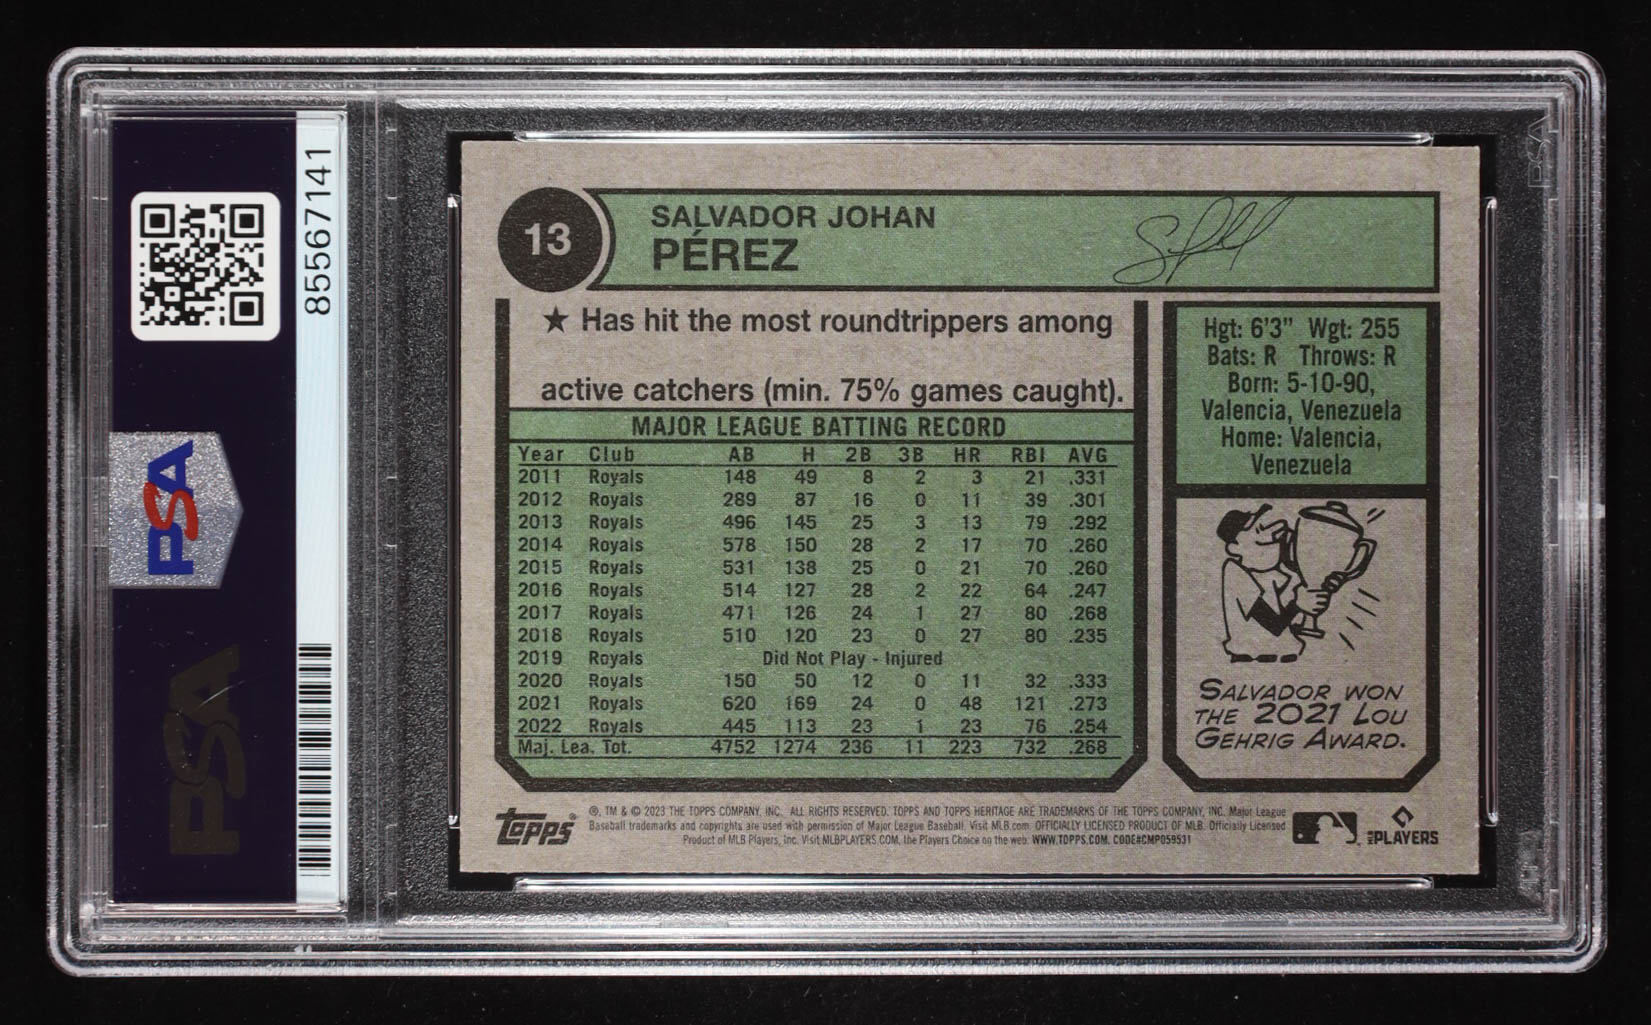 85567141
PSA
PSA
13
SALVADOR JOHAN
PÉREZ
★ Has hit the most roundtrippers among
active catchers (min. 75% games caught).
MAJOR LEAGUE BATTING RECORD
Year Club AB H 2B 3B HR RBI AVG
2011 Royals 148 49 8 2 3 21 .331
2012 Royals 289 87 16 0 11 39 .301
2013 Royals 496 145 25 3 13 79 .292
2014 Royals 578 150 28 2 17 70 .260
2015 Royals 531 138 25 0 21 70 .260
2016 Royals 514 127 28 2 22 64 .247
2017 Royals 471 126 24 1 27 80 .268
2018 Royals 510 120 23 0 27 80 .235
2019 Royals Did Not Play - Injured
2020 Royals 150 50 12 0 11 32 .333
2021 Royals 620 169 24 0 48 121 .273
2022 Royals 445 113 23 1 23 76 .254
Maj. Lea. Tot. 4752 1274 236 11 223 732 .268
Hgt: 6'3" Wgt: 255
Bats: R Throws: R
Born: 5-10-90,
Valencia, Venezuela
Home: Valencia,
Venezuela
SALVADOR WON
THE 2021 LOU
GEHRIG AWARD.
topps®
®, TM & © 2023 THE TOPPS COMPANY, INC. ALL RIGHTS RESERVED. TOPPS AND TOPPS HERITAGE ARE TRADEMARKS OF THE TOPPS COMPANY, INC. Major League
Baseball trademarks and copyrights are used with permission of Major League Baseball. Visit MLB.com. OFFICIALLY LICENSED PRODUCT OF MLB. Officially Licensed
Product of MLB Players, Inc. Visit MLBPLAYERS.COM, the Players Choice on the web. WWW.TOPPS.COM. CODE#CMP059531
MLB PLAYERS
PSA